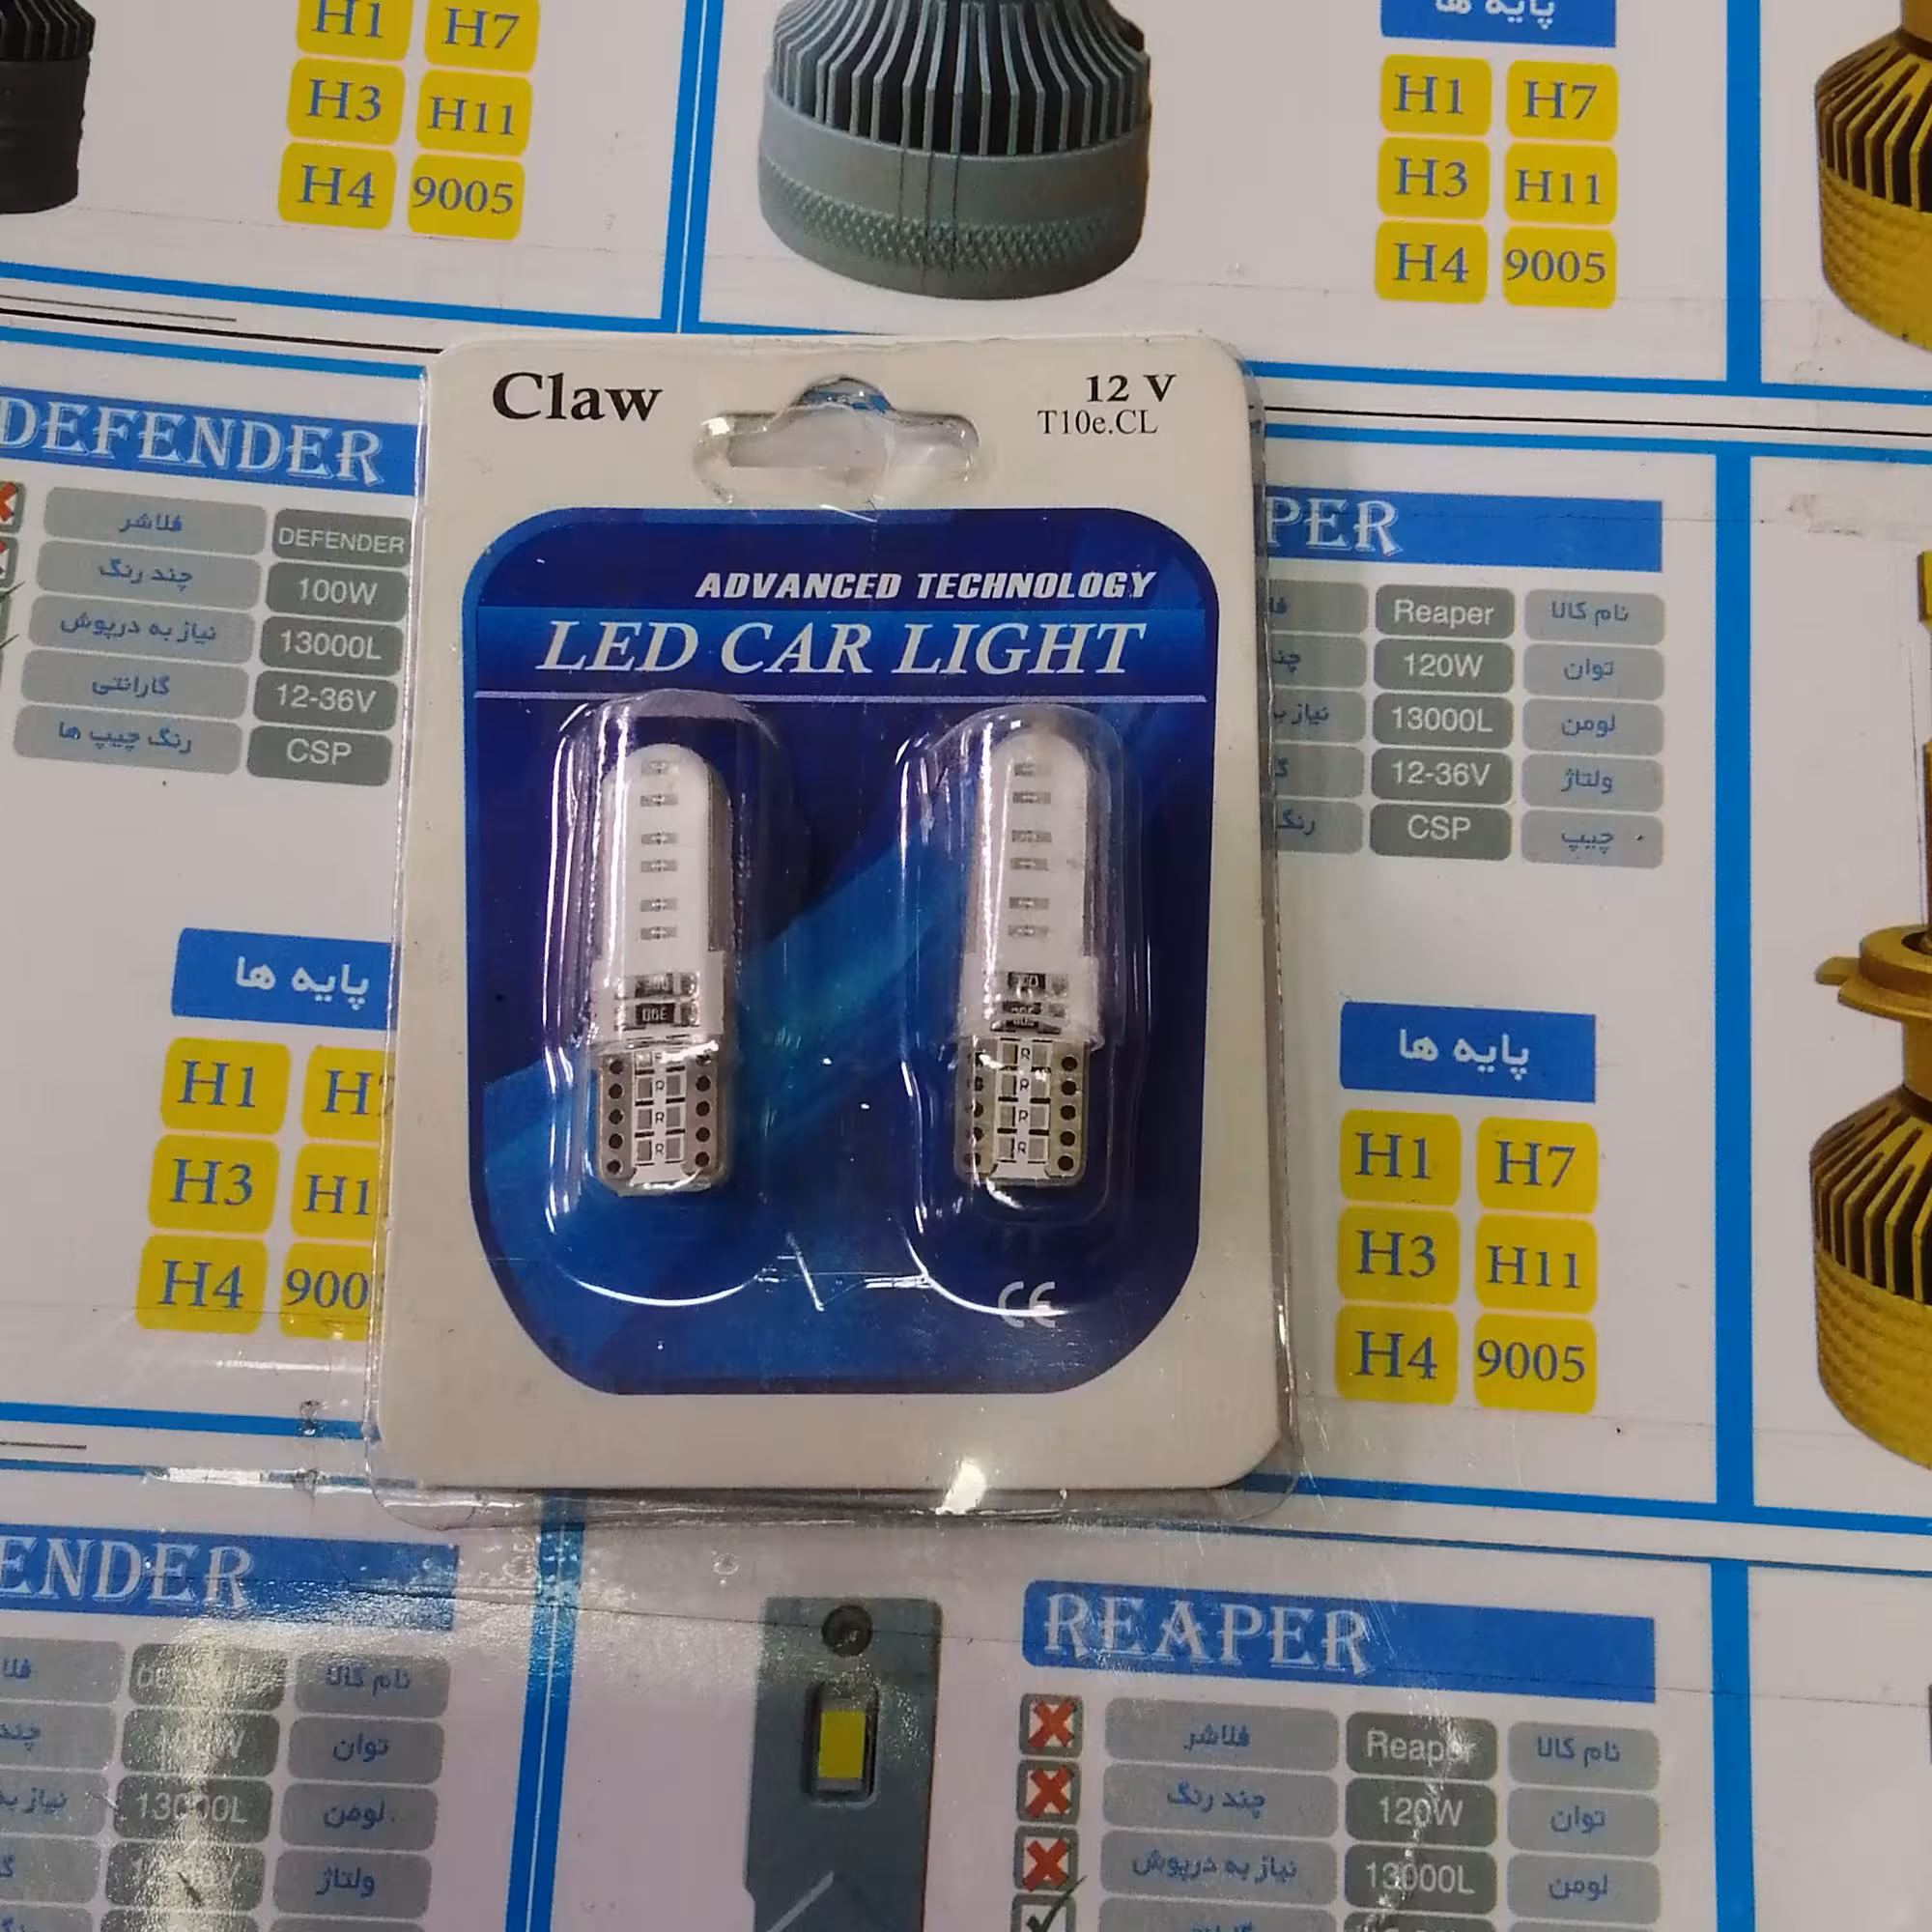 H1 H7
H3 H11
H4 9005
پایه ها
H1 H7
H3 H11
H4 9005
Claw
12 V
T10e.CL
ADVANCED TECHNOLOGY
LED CAR LIGHT
CE
DEFENDER
فلاشر DEFENDER
چند رنگ 100W
نیاز به درپوش 13000L
گارانتی 12-36V
رنگ چیپ ها CSP
پایه ها
H1
H3
H4
نام کالا Reaper
توان 120W
لومن 13000L
ولتاژ 12-36V
چیپ CSP
پایه ها
H1 H7
H3 H11
H4 9005
نام کالا
توان
لومن 13000L
ولتاژ
REAPER
نام کالا Reaper فلاشر
توان 120W چند رنگ
لومن 13000L نیاز به درپوش